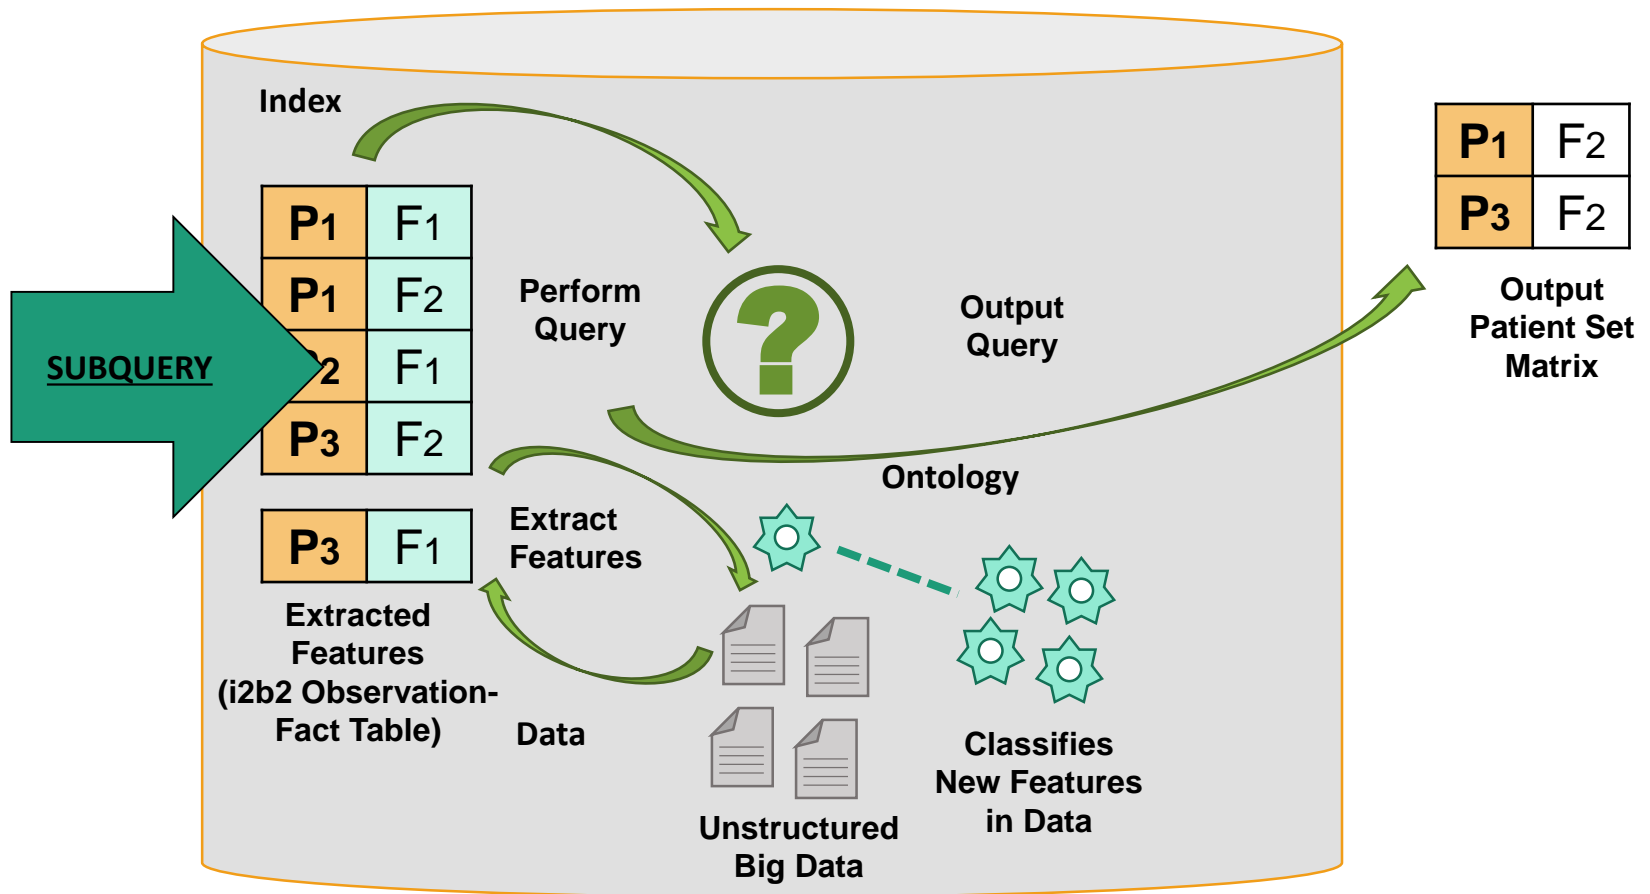 Index
P1 F1
P1 F2
P2 F1
P3 F2
SUBQUERY
Perform
Query
?
Output
Query
P1 F2
P3 F2
Output
Patient Set
Matrix
Ontology
Extract
Features
P3 F1
Extracted
Features
(i2b2 Observation-
Fact Table)
Data
Unstructured
Big Data
Classifies
New Features
in Data